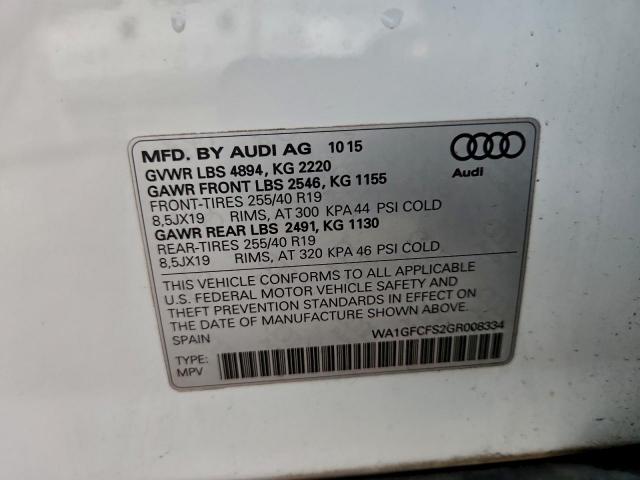 MFD. BY AUDI AG 10 15
GVWR LBS 4894, KG 2220
GAWR FRONT LBS 2546, KG 1155
FRONT-TIRES 255/40 R19
8,5JX19 RIMS, AT 300 KPA 44 PSI COLD
GAWR REAR LBS 2491, KG 1130
REAR-TIRES 255/40 R19
8,5JX19 RIMS, AT 320 KPA 46 PSI COLD
Audi
THIS VEHICLE CONFORMS TO ALL APPLICABLE
U.S. FEDERAL MOTOR VEHICLE SAFETY AND
THEFT PREVENTION STANDARDS IN EFFECT ON
THE DATE OF MANUFACTURE SHOWN ABOVE.
SPAIN WA1GFCFS2GR008334
TYPE:
MPV